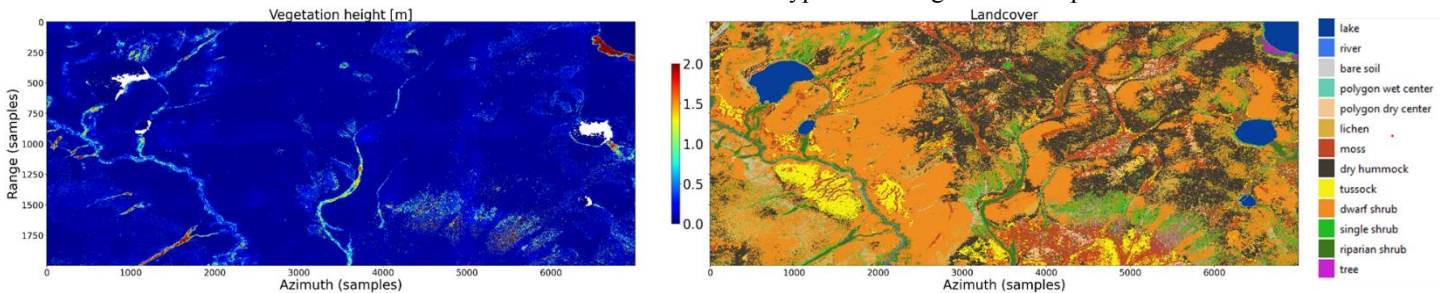 Vegetation height [m]
0
250
500
750
1000
1250
1500
1750
Range (samples)
0 1000 2000 3000 4000 5000 6000
Azimuth (samples)
2.0
1.5
1.0
0.5
0.0
Landcover
0 1000 2000 3000 4000 5000 6000
Azimuth (samples)
lake
river
bare soil
polygon wet center
polygon dry center
lichen
moss
dry hummock
tussock
dwarf shrub
single shrub
riparian shrub
tree